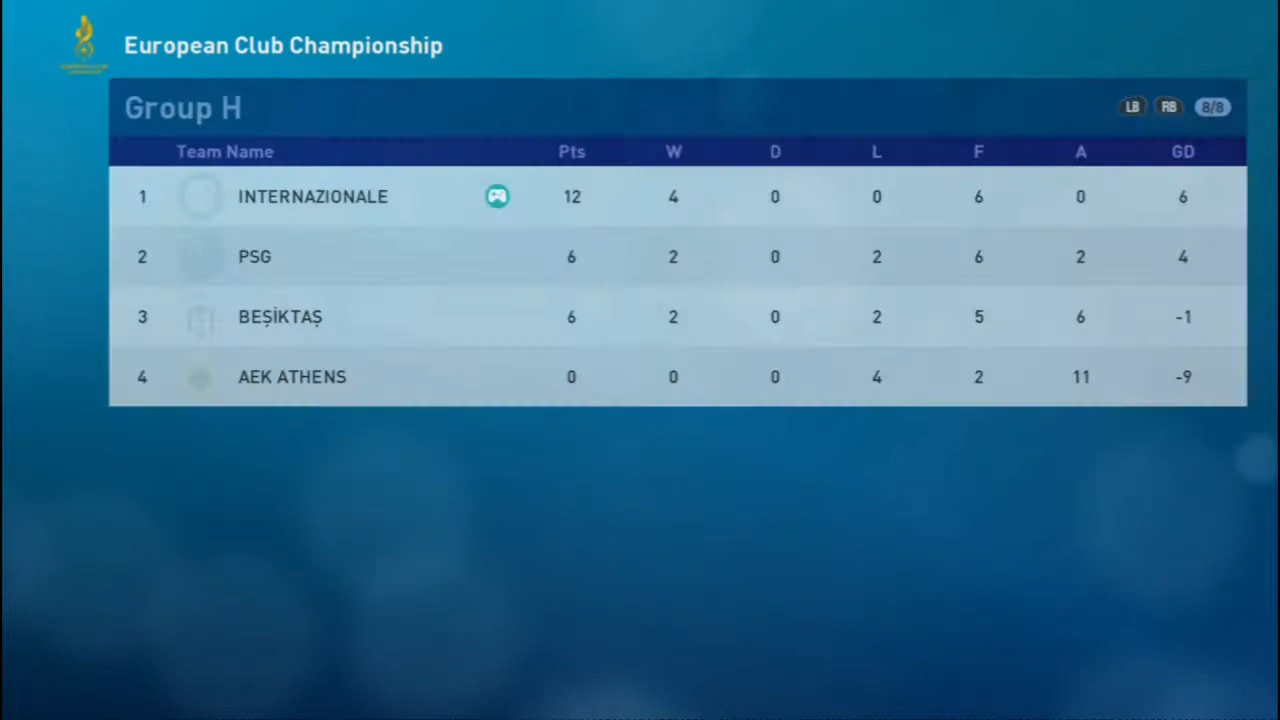 European Club Championship
Group H LB RB 8/8
Team Name Pts W D L F A GD
1 INTERNAZIONALE 12 4 0 0 6 0 6
2 PSG 6 2 0 2 6 2 4
3 BEŞİKTAŞ 6 2 0 2 5 6 -1
4 AEK ATHENS 0 0 0 4 2 11 -9